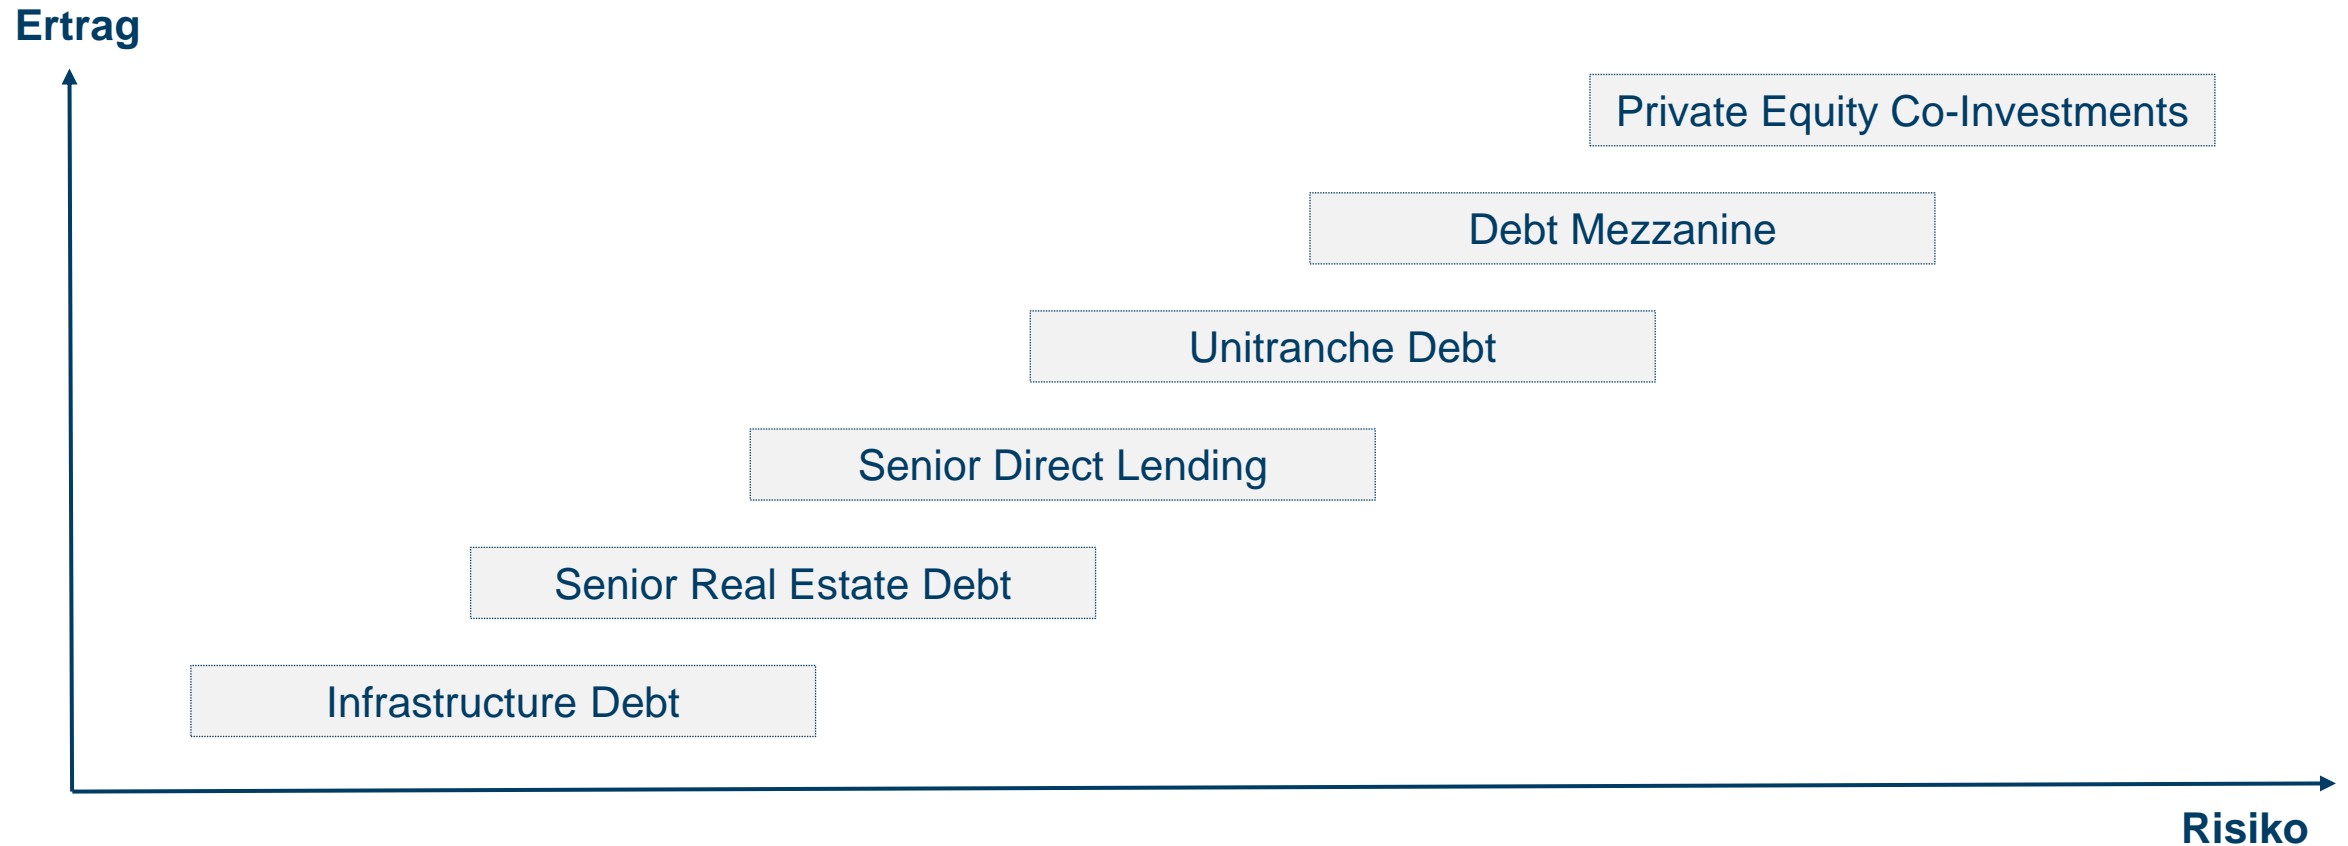 Ertrag
Private Equity Co-Investments
Debt Mezzanine
Unitranche Debt
Senior Direct Lending
Senior Real Estate Debt
Infrastructure Debt
Risiko